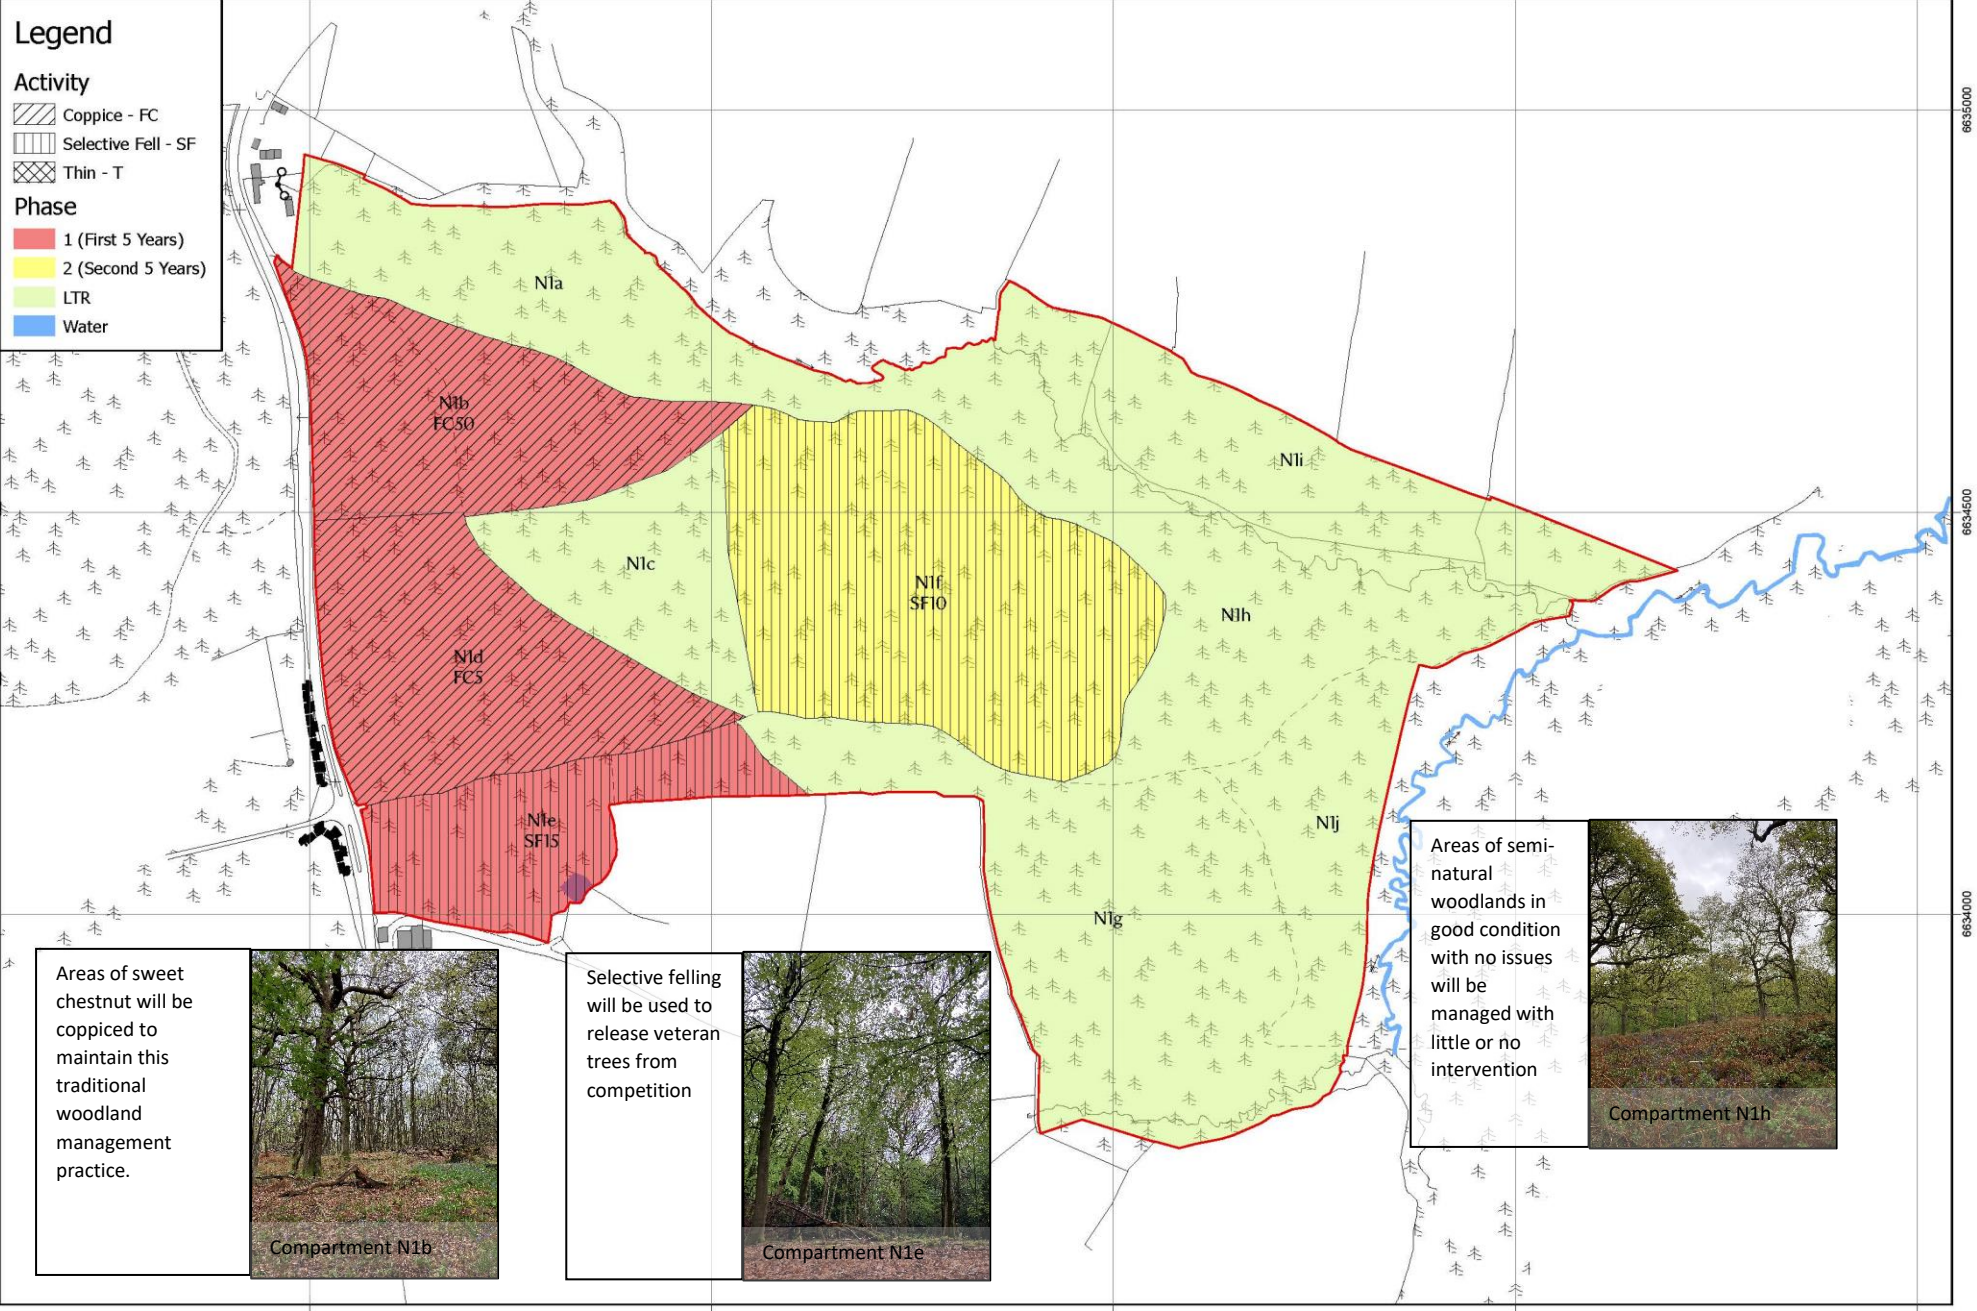 Legend
Activity
Coppice - FC
Selective Fell - SF
Thin - T
Phase
1 (First 5 Years)
2 (Second 5 Years)
LTR
Water
6635000
6634500
6634000
N1a
N1b
FC50
N1c
N1d
FC5
N1e
SF15
N1f
SF10
N1g
N1h
N1i
N1j
Areas of sweet
chestnut will be
coppiced to
maintain this
traditional
woodland
management
practice.
Compartment N1b
Selective felling
will be used to
release veteran
trees from
competition
Compartment N1e
Areas of semi-
natural
woodlands in
good condition
with no issues
will be
managed with
little or no
intervention
Compartment N1h